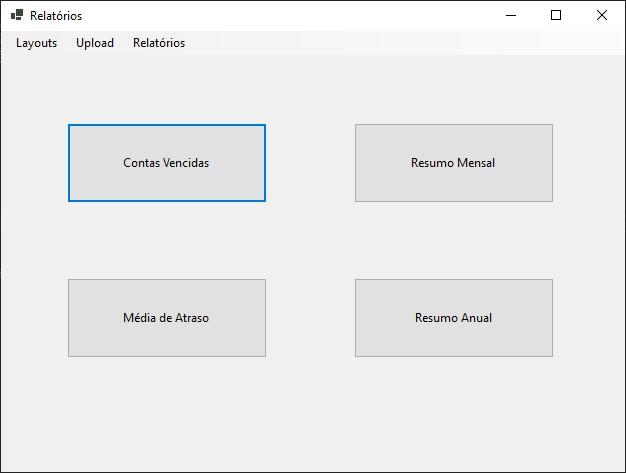 Relatórios
Layouts Upload Relatórios
Contas Vencidas
Resumo Mensal
Média de Atraso
Resumo Anual